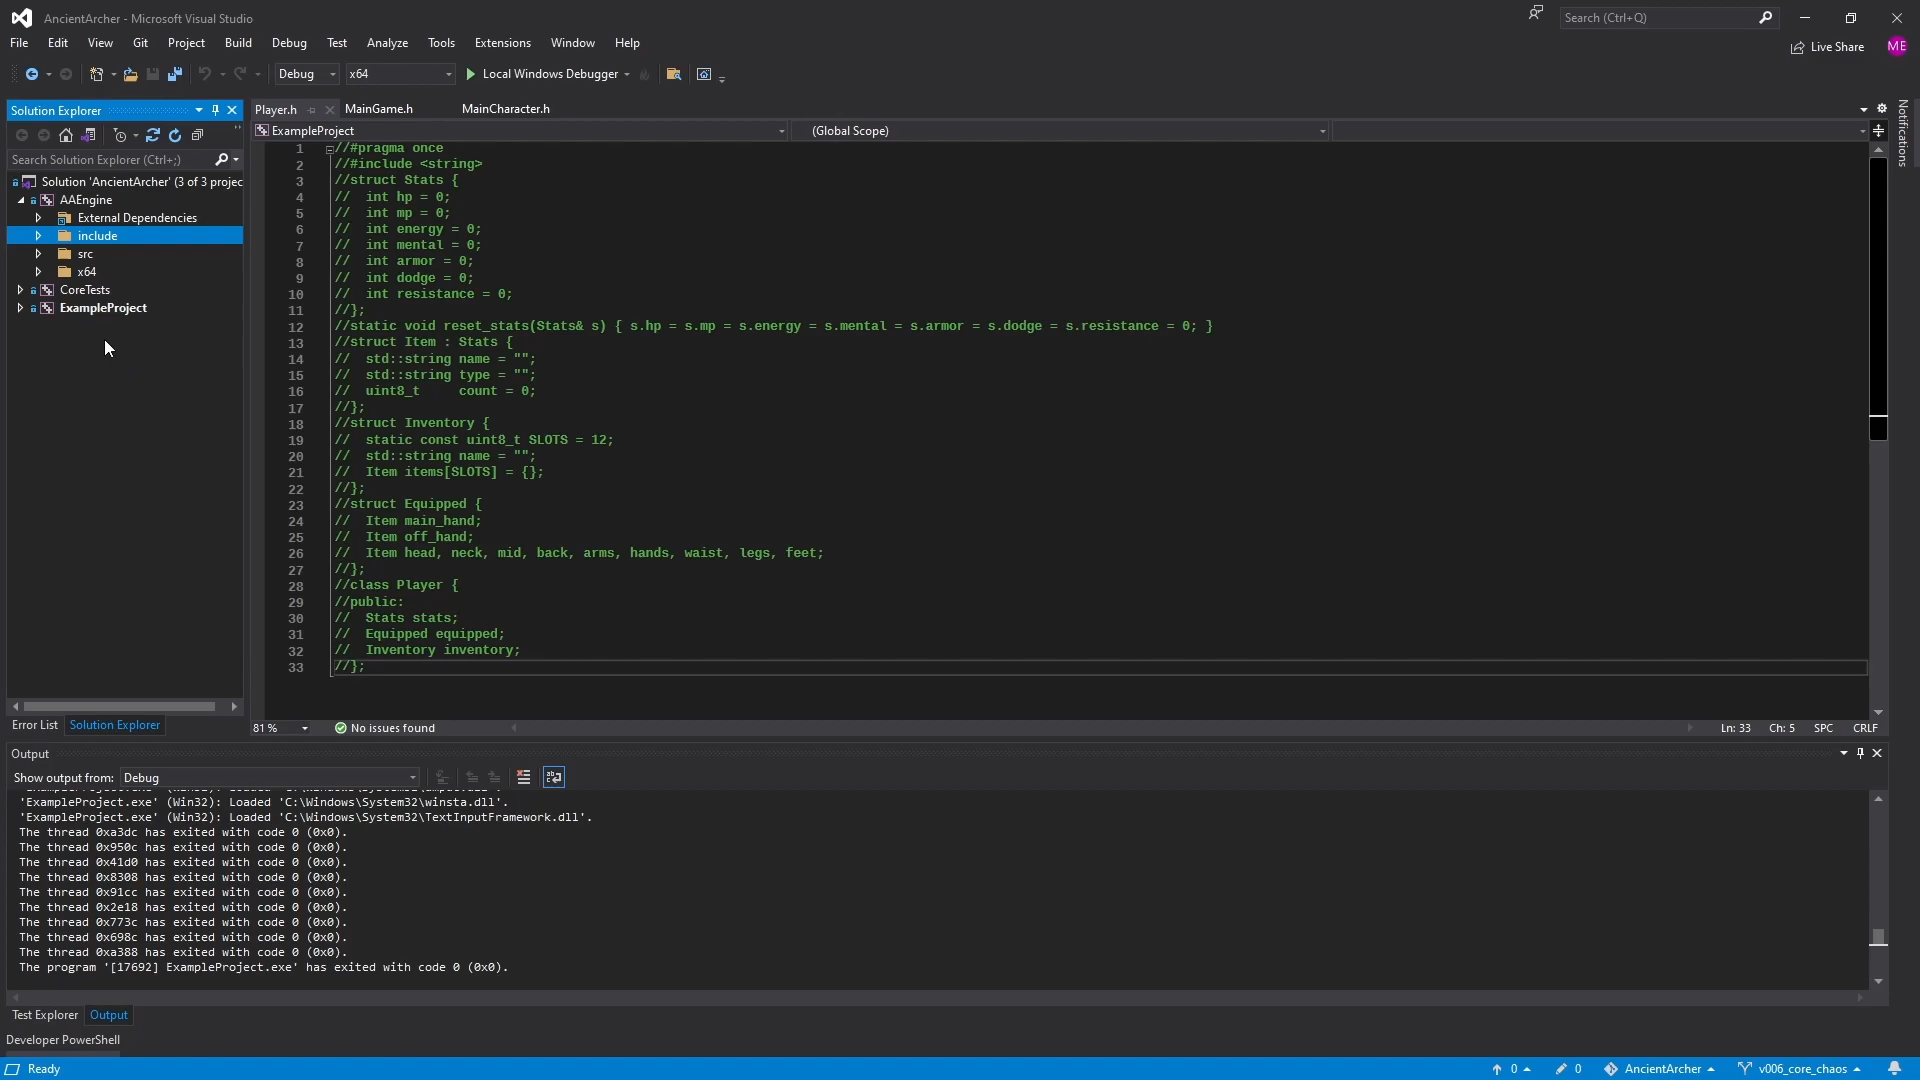 AncientArcher - Microsoft Visual Studio
Search (Ctrl+Q)
File Edit View Git Project Build Debug Test Analyze Tools Extensions Window Help
Live Share
ME
Debug x64 Local Windows Debugger
Solution Explorer
Player.h MainGame.h MainCharacter.h
Notifications
ExampleProject (Global Scope)
Search Solution Explorer (Ctrl+;)
Solution 'AncientArcher' (3 of 3 projec
AAEngine
External Dependencies
include
src
x64
CoreTests
ExampleProject
1 //#pragma once
2 //#include <string>
3 //struct Stats {
4 //  int hp = 0;
5 //  int mp = 0;
6 //  int energy = 0;
7 //  int mental = 0;
8 //  int armor = 0;
9 //  int dodge = 0;
10 //  int resistance = 0;
11 //};
12 //static void reset_stats(Stats& s) { s.hp = s.mp = s.energy = s.mental = s.armor = s.dodge = s.resistance = 0; }
13 //struct Item : Stats {
14 //  std::string name = "";
15 //  std::string type = "";
16 //  uint8_t     count = 0;
17 //};
18 //struct Inventory {
19 //  static const uint8_t SLOTS = 12;
20 //  std::string name = "";
21 //  Item items[SLOTS] = {};
22 //};
23 //struct Equipped {
24 //  Item main_hand;
25 //  Item off_hand;
26 //  Item head, neck, mid, back, arms, hands, waist, legs, feet;
27 //};
28 //class Player {
29 //public:
30 //  Stats stats;
31 //  Equipped equipped;
32 //  Inventory inventory;
33 //};
Error List Solution Explorer
81 % No issues found
Ln: 33 Ch: 5 SPC CRLF
Output
Show output from: Debug
'ExampleProject.exe' (Win32): Loaded 'C:\Windows\System32\winsta.dll'.
'ExampleProject.exe' (Win32): Loaded 'C:\Windows\System32\TextInputFramework.dll'.
The thread 0xa3dc has exited with code 0 (0x0).
The thread 0x950c has exited with code 0 (0x0).
The thread 0x41d0 has exited with code 0 (0x0).
The thread 0x8308 has exited with code 0 (0x0).
The thread 0x91cc has exited with code 0 (0x0).
The thread 0x2e18 has exited with code 0 (0x0).
The thread 0x773c has exited with code 0 (0x0).
The thread 0x698c has exited with code 0 (0x0).
The thread 0xa388 has exited with code 0 (0x0).
The program '[17692] ExampleProject.exe' has exited with code 0 (0x0).
Test Explorer Output
Developer PowerShell
Ready
0 0 AncientArcher v006_core_chaos